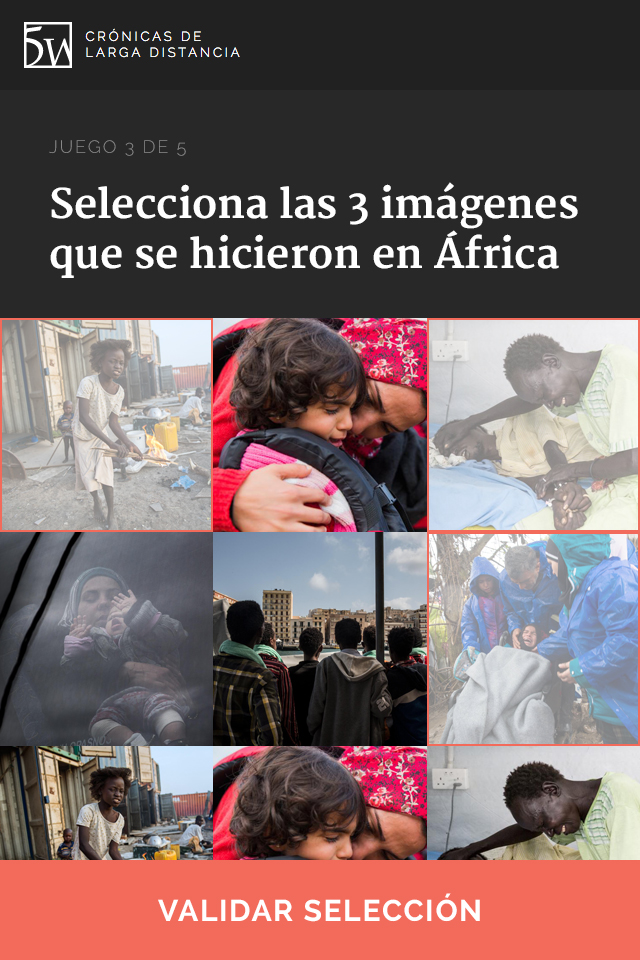 5W
CRÓNICAS DE
LARGA DISTANCIA
JUEGO 3 DE 5
Selecciona las 3 imágenes
que se hicieron en África
VALIDAR SELECCIÓN